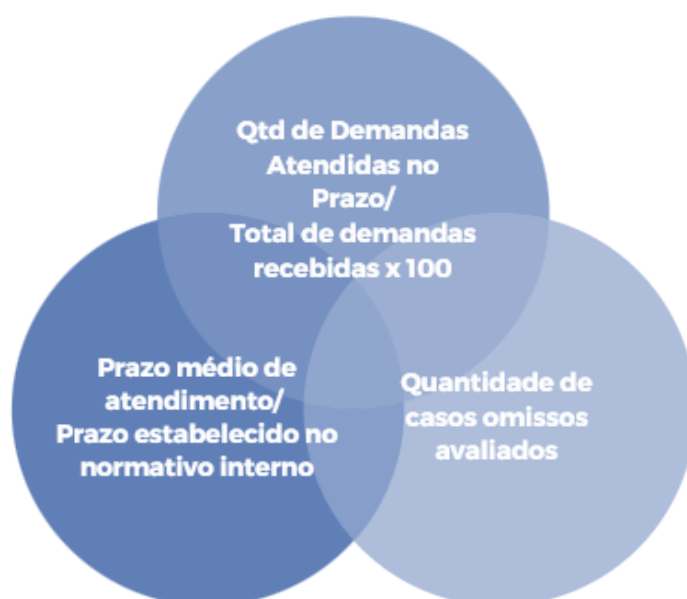 Qtd de Demandas
Atendidas no
Prazo/
Total de demandas
recebidas x 100
Prazo médio de
atendimento/
Prazo estabelecido no
normativo interno
Quantidade de
casos omissos
avaliados